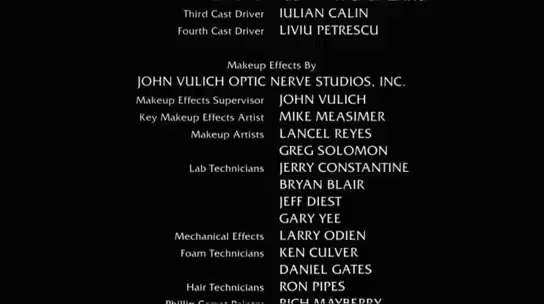 Third Cast Driver IULIAN CALIN
Fourth Cast Driver LIVIU PETRESCU
Makeup Effects By
JOHN VULICH OPTIC NERVE STUDIOS, INC.
Makeup Effects Supervisor JOHN VULICH
Key Makeup Effects Artist MIKE MEASIMER
Makeup Artists LANCEL REYES
GREG SOLOMON
Lab Technicians JERRY CONSTANTINE
BRYAN BLAIR
JEFF DIEST
GARY YEE
Mechanical Effects LARRY ODIEN
Foam Technicians KEN CULVER
DANIEL GATES
Hair Technicians RON PIPES
RICH MAYBERRY